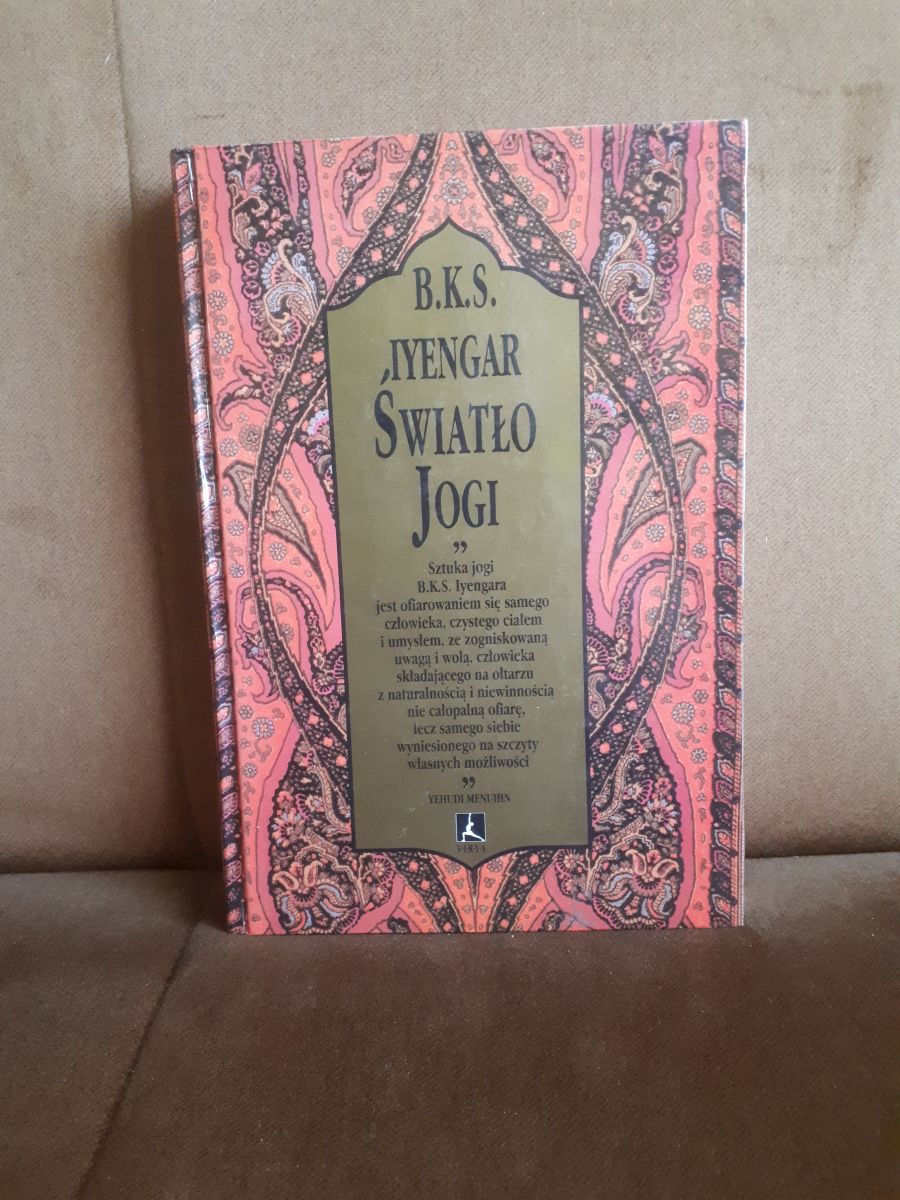 B.K.S.
IYENGAR
ŚWIATŁO
JOGI
”
Sztuka jogi
B.K.S. Iyengara
jest ofiarowaniem się samego
człowieka, czystego ciałem
i umysłem, ze zogniskowaną
uwagą i wolą, człowieka
składającego na ołtarzu
z naturalnością i niewinnością
nie całopalną ofiarę,
lecz samego siebie
wyniesionego na szczyty
własnych możliwości
”
YEHUDI MENUHIN
V·I·R·Y·A